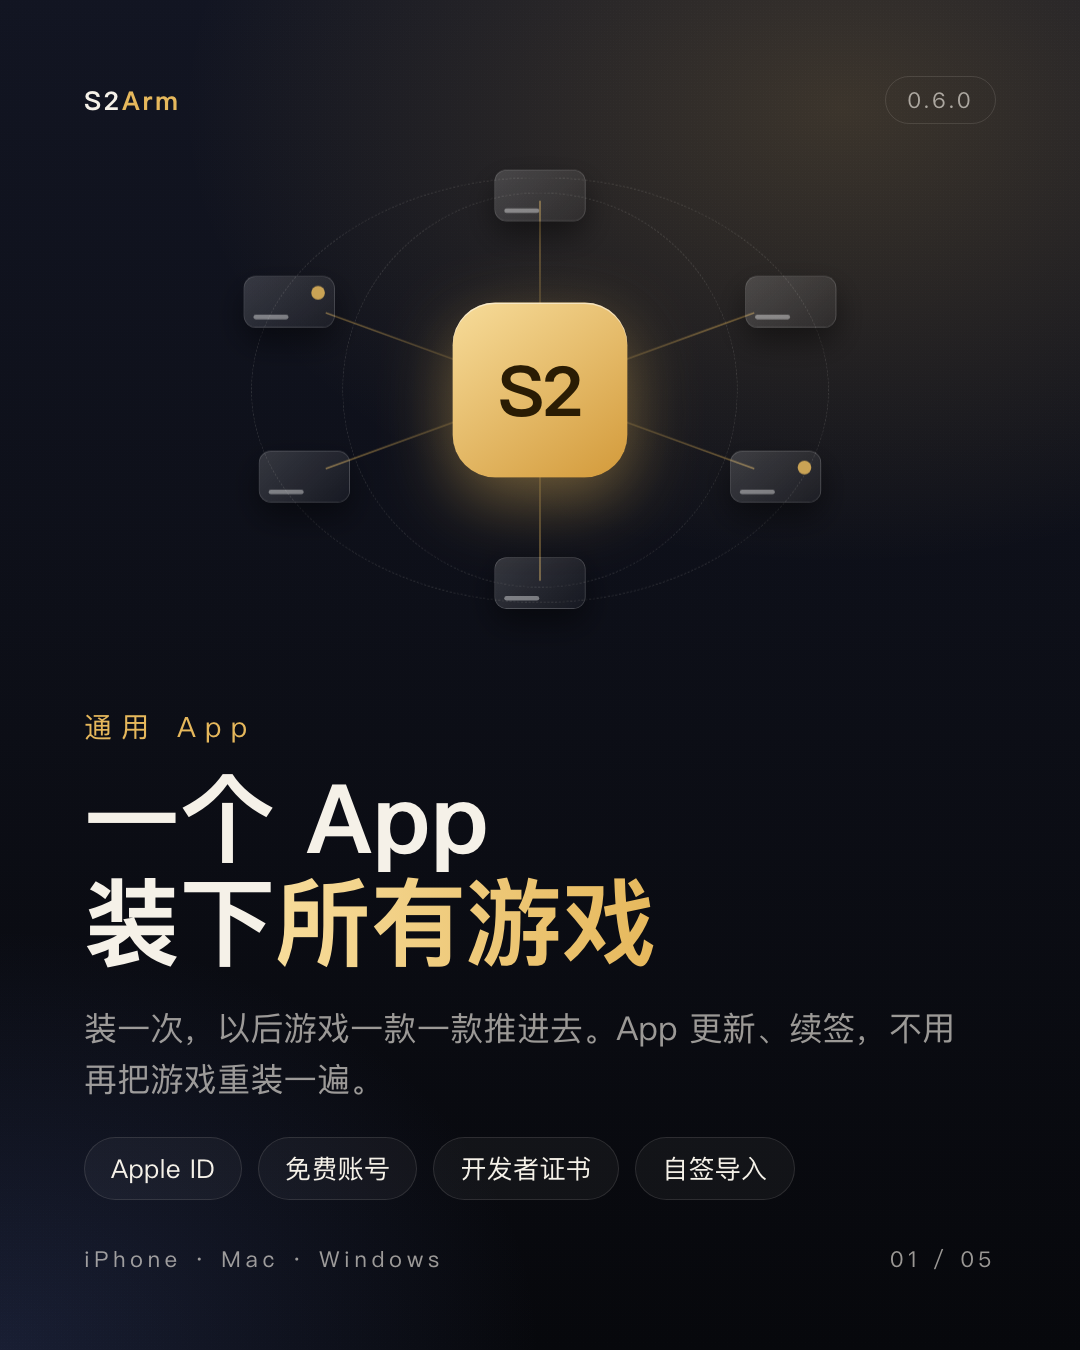 S2Arm
0.6.0
S2
通用 App
一个 App
装下所有游戏
装一次，以后游戏一款一款推进去。App 更新、续签，不用
再把游戏重装一遍。
Apple ID
免费账号
开发者证书
自签导入
iPhone · Mac · Windows
01 / 05